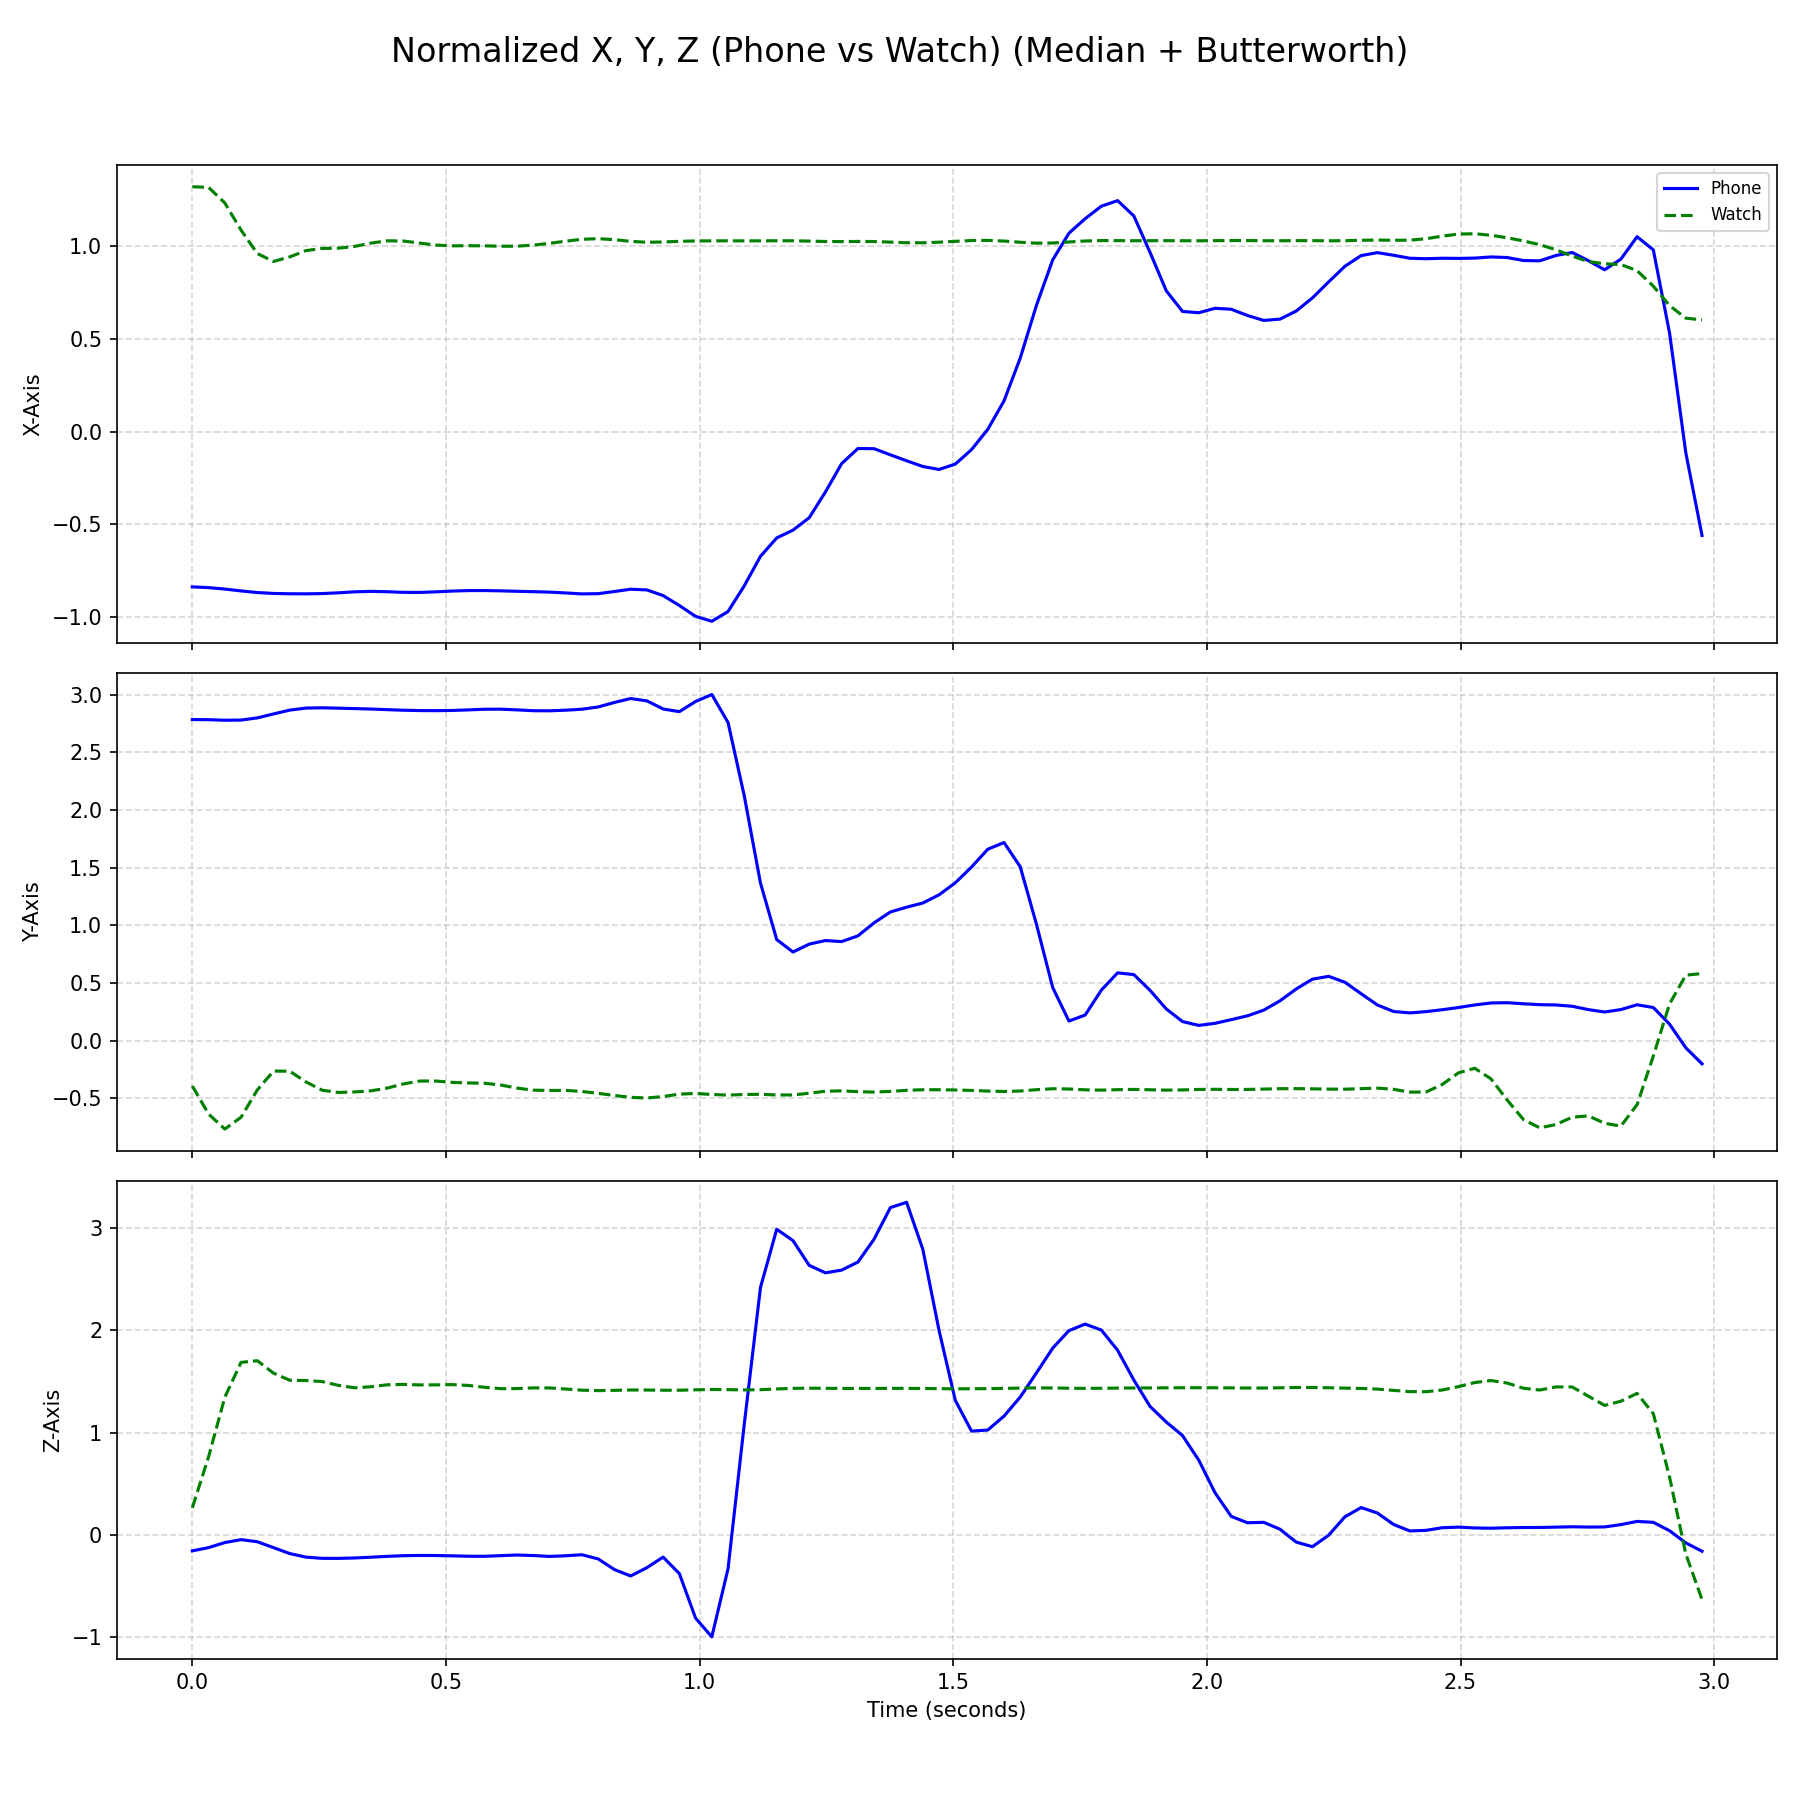 Normalized X, Y, Z (Phone vs Watch) (Median + Butterworth)
Phone
Watch
X-Axis
1.0
0.5
0.0
−0.5
−1.0
Y-Axis
3.0
2.5
2.0
1.5
1.0
0.5
0.0
−0.5
Z-Axis
3
2
1
0
−1
0.0 0.5 1.0 1.5 2.0 2.5 3.0
Time (seconds)